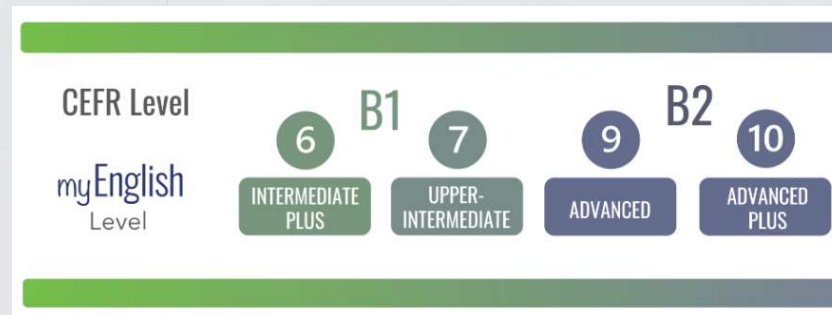 CEFR Level
B1
B2
6
7
9
10
myEnglish
Level
INTERMEDIATE
PLUS
UPPER-
INTERMEDIATE
ADVANCED
ADVANCED
PLUS